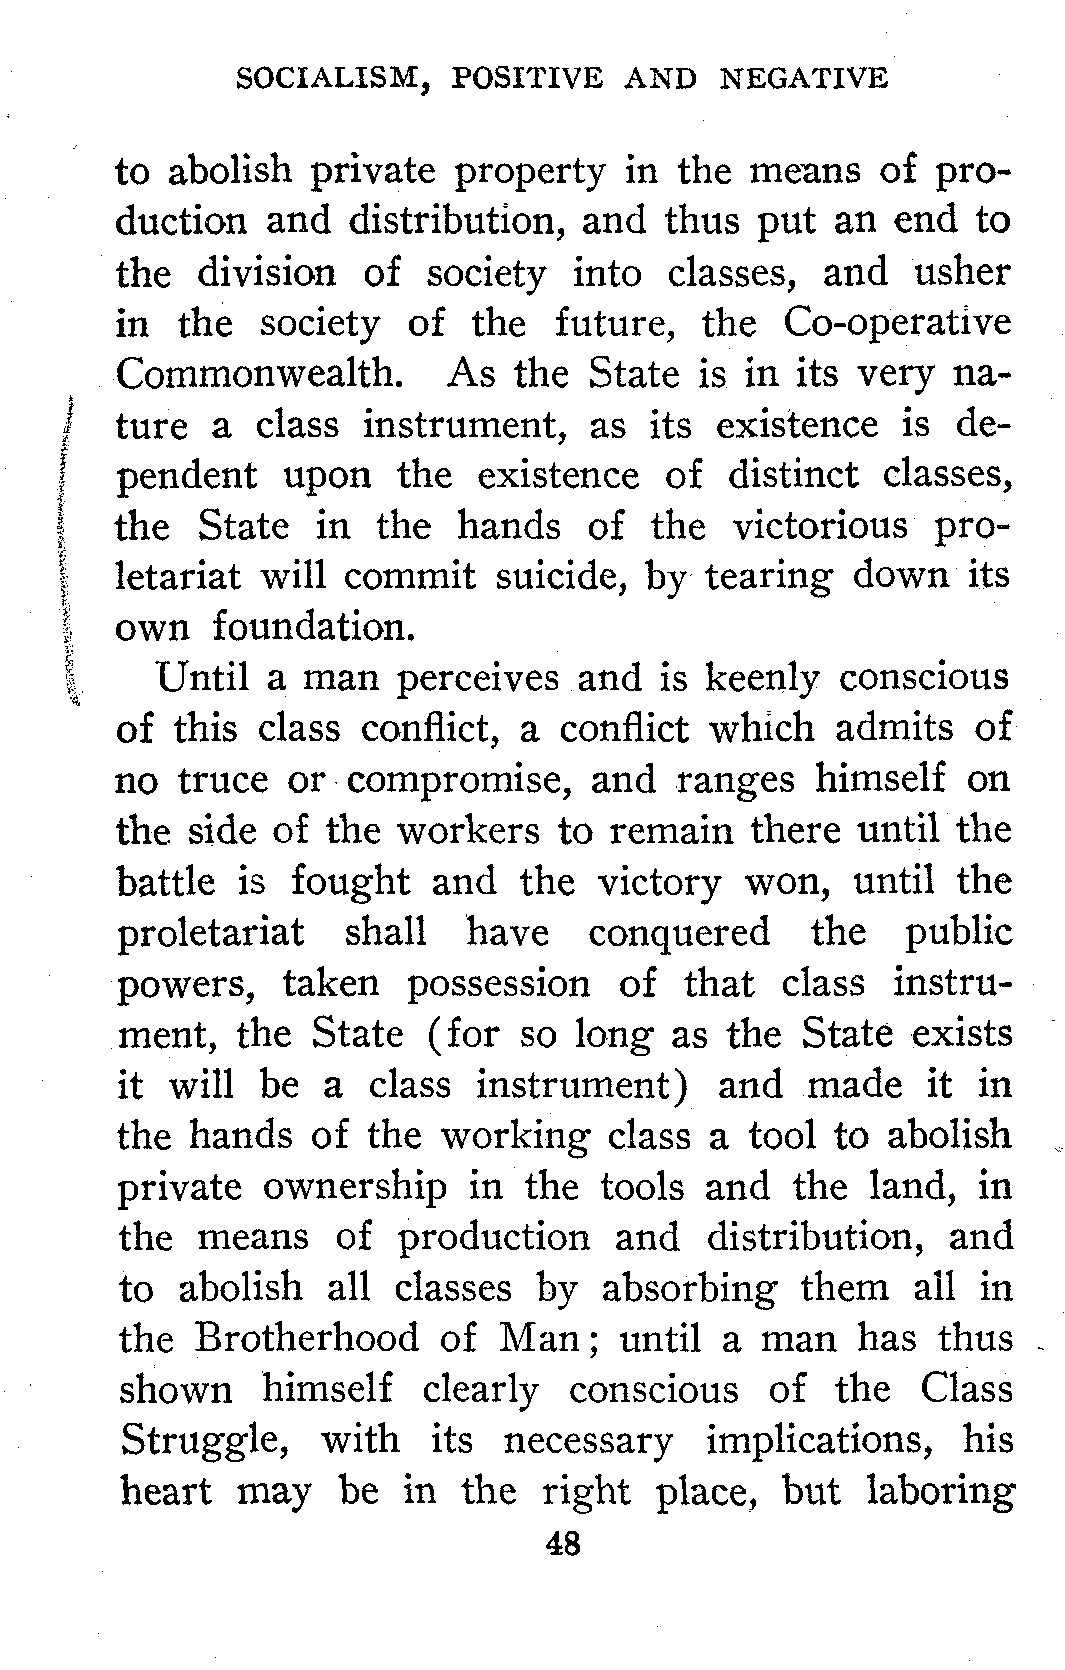 SOCIALISM, POSITIVE AND NEGATIVE
to abolish private property in the means of pro-
duction and distribution, and thus put an end to
the division of society into classes, and usher
in the society of the future, the Co-operative
Commonwealth. As the State is in its very na-
ture a class instrument, as its existence is de-
pendent upon the existence of distinct classes,
the State in the hands of the victorious pro-
letariat will commit suicide, by tearing down its
own foundation.
Until a man perceives and is keenly conscious
of this class conflict, a conflict which admits of
no truce or compromise, and ranges himself on
the side of the workers to remain there until the
battle is fought and the victory won, until the
proletariat shall have conquered the public
powers, taken possession of that class instru-
ment, the State (for so long as the State exists
it will be a class instrument) and made it in
the hands of the working class a tool to abolish
private ownership in the tools and the land, in
the means of production and distribution, and
to abolish all classes by absorbing them all in
the Brotherhood of Man; until a man has thus
shown himself clearly conscious of the Class
Struggle, with its necessary implications, his
heart may be in the right place, but laboring
48